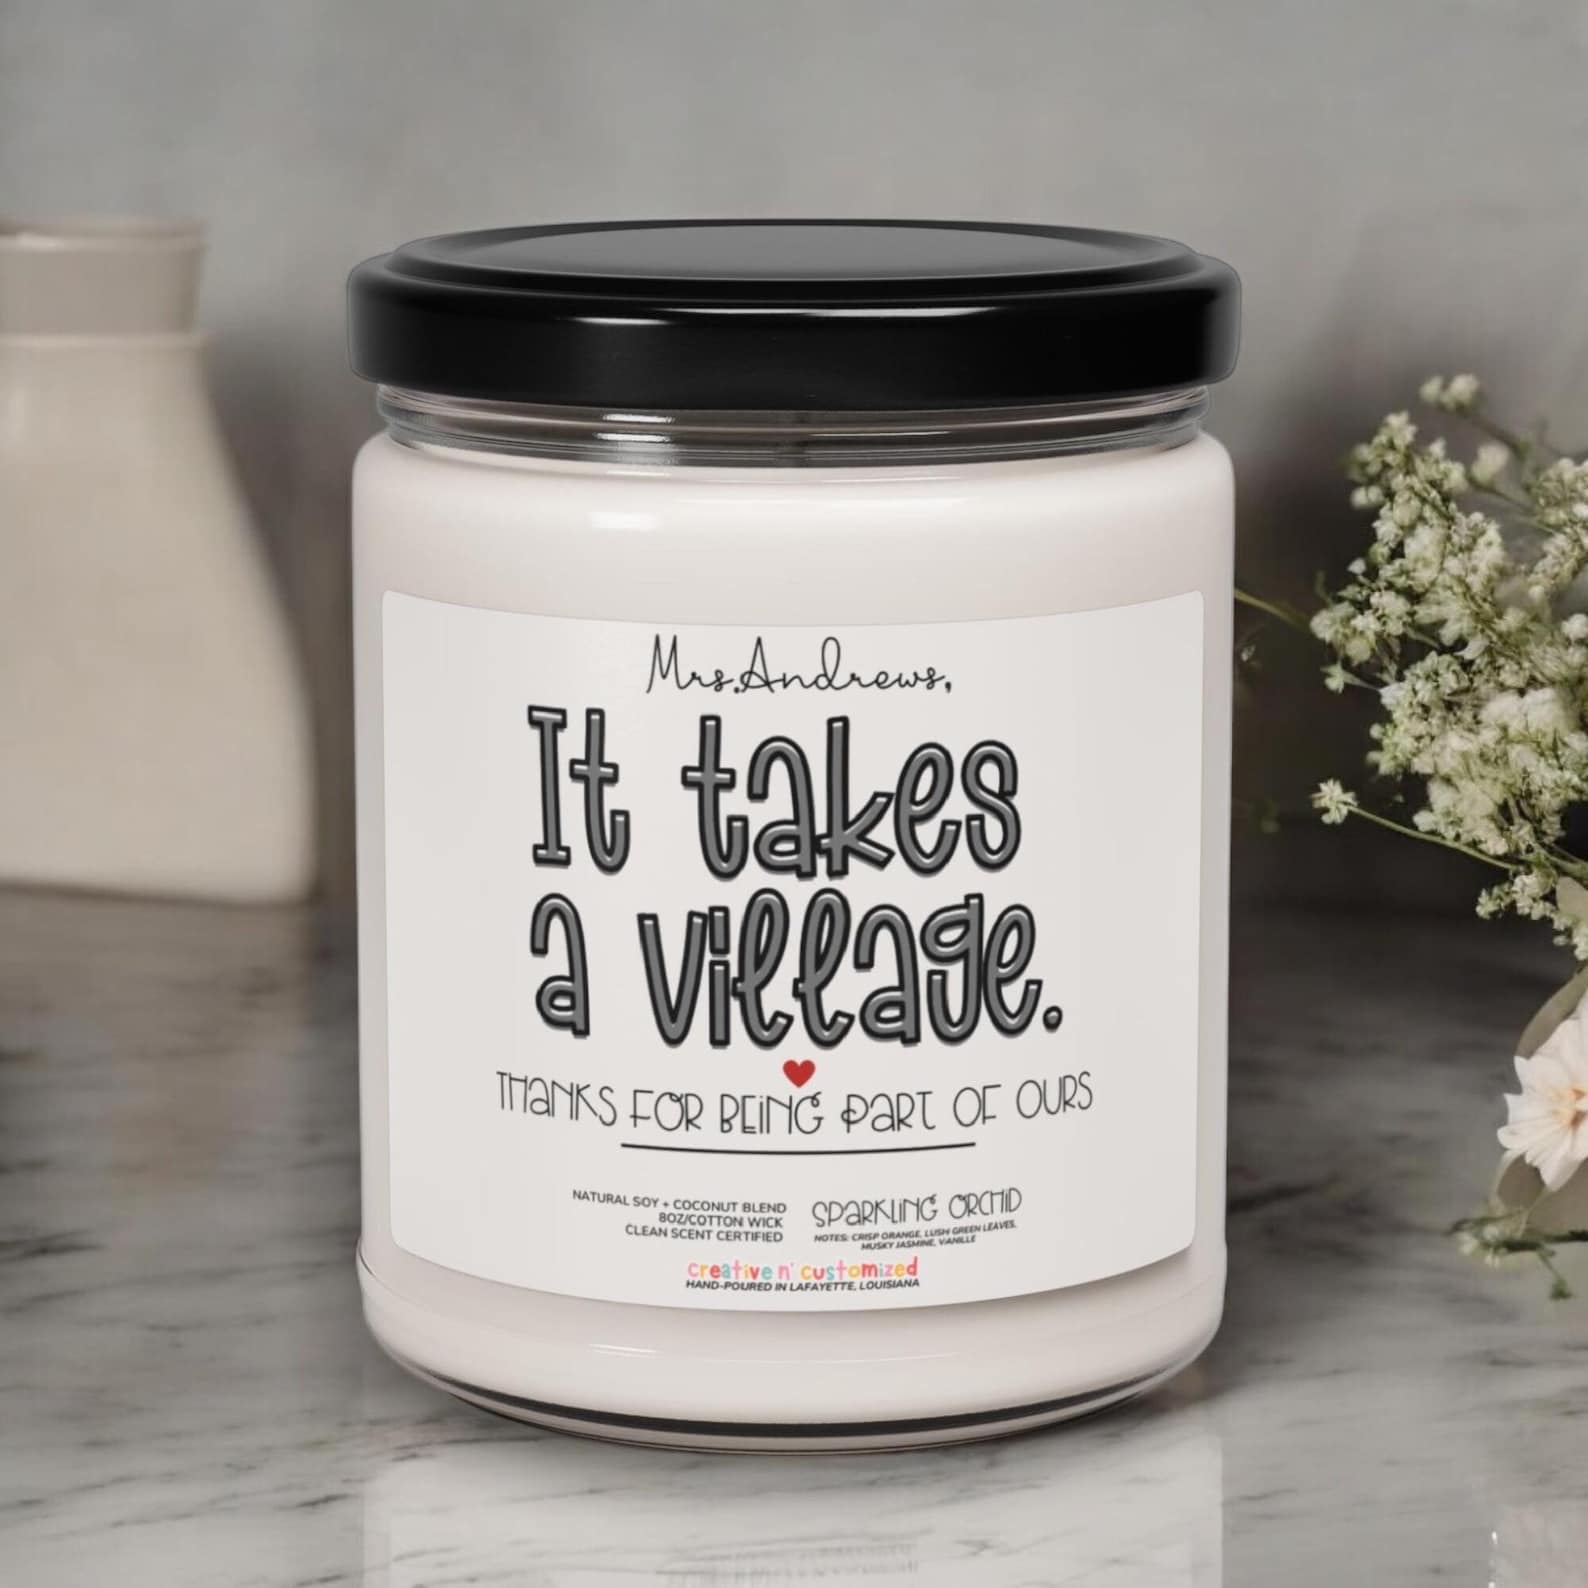 Mrs.Andrews,
It takes
a village.
THANKS FOR BEING PART OF OURS
NATURAL SOY + COCONUT BLEND
8OZ/COTTON WICK
CLEAN SCENT CERTIFIED
SPARKLING ORCHID
NOTES: CRISP ORANGE, LUSH GREEN LEAVES,
MUSKY JASMINE, VANILLE
creative n' customized
HAND-POURED IN LAFAYETTE, LOUISIANA